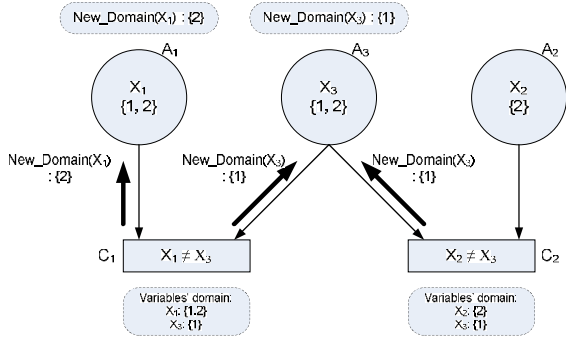 New_Domain(X₁) : {2}
New_Domain(X₃) : {1}
A₁
A₃
A₂
X₁
{1, 2}
X₃
{1, 2}
X₂
{2}
New_Domain(X₁)
: {2}
New_Domain(X₃)
: {1}
New_Domain(X₃)
: {1}
C₁
X₁ ≠ X₃
X₂ ≠ X₃
C₂
Variables' domain:
X₁: {1.2}
X₃: {1}
Variables' domain:
X₂: {2}
X₃: {1}